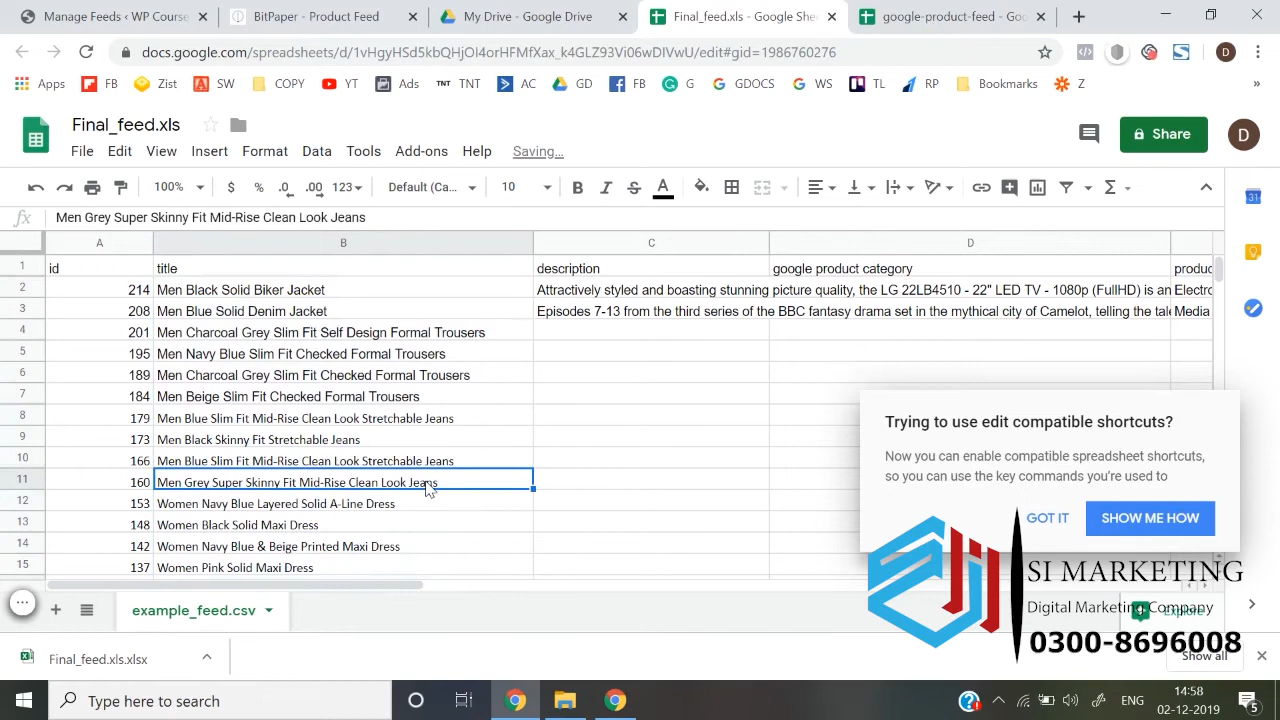 Manage Feeds ‹ WP Cours
BitPaper - Product Feed
My Drive - Google Drive
Final_feed.xls - Google She
google-product-feed - Goo
docs.google.com/spreadsheets/d/1vHgyHSd5kbQHjOl4orHFMfXax_k4GLZ93Vi06wDIVwU/edit#gid=1986760276
D
Apps FB Zist SW COPY YT Ads TNT TNT AC GD FB G GDOCS WS TL RP Bookmarks Z »
Final_feed.xls
File Edit View Insert Format Data Tools Add-ons Help Saving...
Share
D
100% $ % .0 .00 123 Default (Ca... 10 B I S A Σ
31
fx Men Grey Super Skinny Fit Mid-Rise Clean Look Jeans
A B C D
1 id title description google product category produc
2 214 Men Black Solid Biker Jacket Attractively styled and boasting stunning picture quality, the LG 22LB4510 - 22" LED TV - 1080p (FullHD) is an Electro
3 208 Men Blue Solid Denim Jacket Episodes 7-13 from the third series of the BBC fantasy drama set in the mythical city of Camelot, telling the tale Media
4 201 Men Charcoal Grey Slim Fit Self Design Formal Trousers
5 195 Men Navy Blue Slim Fit Checked Formal Trousers
6 189 Men Charcoal Grey Slim Fit Checked Formal Trousers
7 184 Men Beige Slim Fit Checked Formal Trousers
8 179 Men Blue Slim Fit Mid-Rise Clean Look Stretchable Jeans
9 173 Men Black Skinny Fit Stretchable Jeans
10 166 Men Blue Slim Fit Mid-Rise Clean Look Stretchable Jeans
11 160 Men Grey Super Skinny Fit Mid-Rise Clean Look Jeans
12 153 Women Navy Blue Layered Solid A-Line Dress
13 148 Women Black Solid Maxi Dress
14 142 Women Navy Blue & Beige Printed Maxi Dress
15 137 Women Pink Solid Maxi Dress
Trying to use edit compatible shortcuts?
Now you can enable compatible spreadsheet shortcuts,
so you can use the key commands you're used to
GOT IT SHOW ME HOW
SI MARKETING
Digital Marketing Company
0300-8696008
example_feed.csv
Explore
Final_feed.xls.xlsx
Show all
Type here to search
ENG
14:58
02-12-2019
5